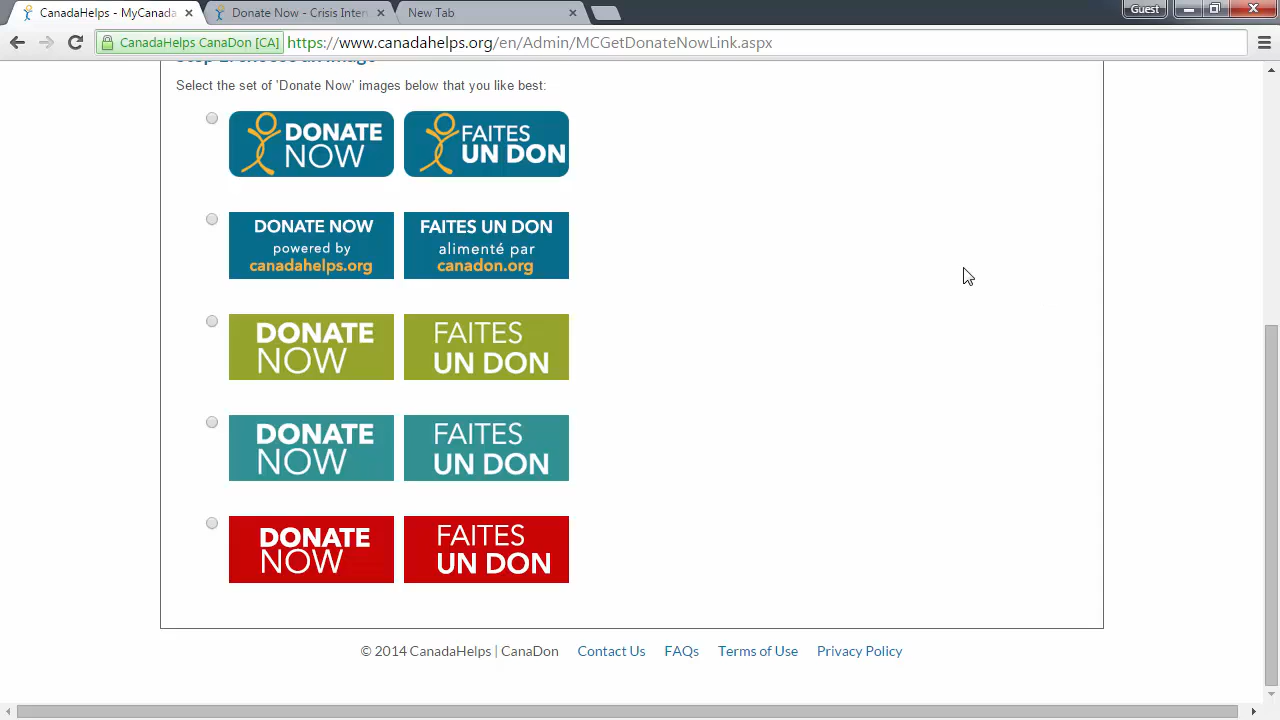 CanadaHelps - MyCanada
Donate Now - Crisis Inter
New Tab
Guest
CanadaHelps CanaDon [CA]
https://www.canadahelps.org/en/Admin/MCGetDonateNowLink.aspx
Select the set of 'Donate Now' images below that you like best:
DONATE NOW
FAITES UN DON
DONATE NOW
powered by
canadahelps.org
FAITES UN DON
alimenté par
canadon.org
DONATE
NOW
FAITES
UN DON
DONATE
NOW
FAITES
UN DON
DONATE
NOW
FAITES
UN DON
© 2014 CanadaHelps | CanaDon Contact Us FAQs Terms of Use Privacy Policy